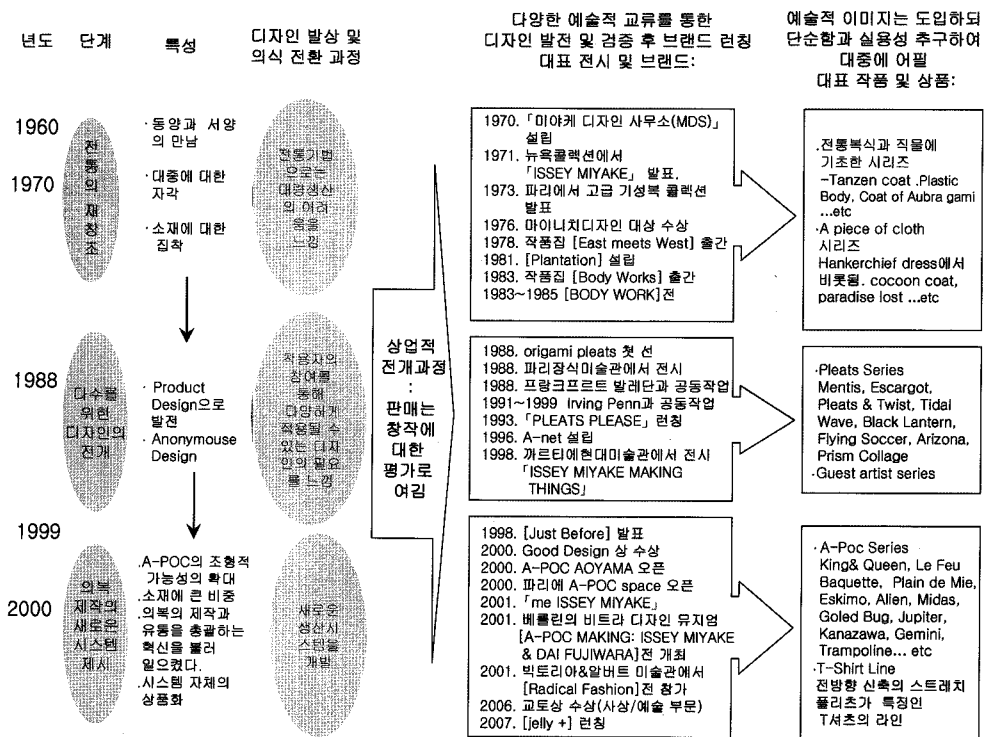 년도
단계
특성
디자인 발상 및
의식 전환 과정
다양한 예술적 교류를 통한
디자인 발전 및 검증 후 브랜드 런칭
대표 전시 및 브랜드:
예술적 이미지는 도입하되
단순함과 실용성 추구하여
대중에 어필
대표 작품 및 상품:
1960
1970
전통의 재창조
·동양과 서양
의 만남
·대중에 대한
자각
·소재에 대한
집착
전통기법
으로는
대량생산
의 어려
움을
느낌
1970. 「미야케 디자인 사무소(MDS)」
설립
1971. 뉴욕콜렉션에서
「ISSEY MIYAKE」 발표.
1973. 파리에서 고급 기성복 콜렉션
발표
1976. 마이니치디자인 대상 수상
1978. 작품집 [East meets West] 출간
1981. [Plantation] 설립
1983. 작품집 [Body Works] 출간
1983~1985 [BODY WORK]전
.전통복식과 직물에
기초한 시리즈
-Tanzen coat .Plastic
Body, Coat of Aubra gami
...etc
·A piece of cloth
시리즈
Hankerchief dress에서
비롯됨. cocoon coat,
paradise lost ...etc
상업적
전개과정
:
판매는
창작에
대한
평가로
여김
1988
다수를
위한
디자인의
전개
· Product
Design으로
발전
· Anonymouse
Design
착용자의
참여를
통해
다양하게
적용될 수
있는 디자
인의 필요
를 느낌
1988. origami pleats 첫 선
1988. 파리장식미술관에서 전시
1988. 프랑크프르트 발레단과 공동작업
1991~1999 Irving Penn과 공동작업
1993. 「PLEATS PLEASE」 런칭
1996. A-net 설립
1998. 까르티에현대미술관에서 전시
「ISSEY MIYAKE MAKING
THINGS」
·Pleats Series
Mentis, Escargot,
Pleats & Twist, Tidal
Wave, Black Lantern,
Flying Soccer, Arizona,
Prism Collage
·Guest artist series
1999
2000
의복
제작의
새로운
시스템
제시
.A-POC의 조형적
가능성의 확대
.소재에 큰 비중
.의복의 제작과
유통을 총괄하는
혁신을 불러
일으켰다.
.시스템 자체의
상품화
새로운
생산시
스템을
개발
1998. [Just Before] 발표
2000. Good Design 상 수상
2000. A-POC AOYAMA 오픈
2000. 파리에 A-POC space 오픈
2001. 「me ISSEY MIYAKE」
2001. 베를린의 비트라 디자인 뮤지엄
[A-POC MAKING: ISSEY MIYAKE
& DAI FUJIWARA]전 개최
2001. 빅토리아&알버트 미술관에서
[Radical Fashion]전 참가
2006. 교토상 수상(사상/예술 부문)
2007. [jelly +] 런칭
·A-Poc Series
King& Queen, Le Feu
Baquette, Plain de Mie,
Eskimo, Alien, Midas,
Goled Bug, Jupiter,
Kanazawa, Gemini,
Trampoline... etc
·T-Shirt Line
전방향 신축의 스트레치
플리츠가 특징인
T셔츠의 라인